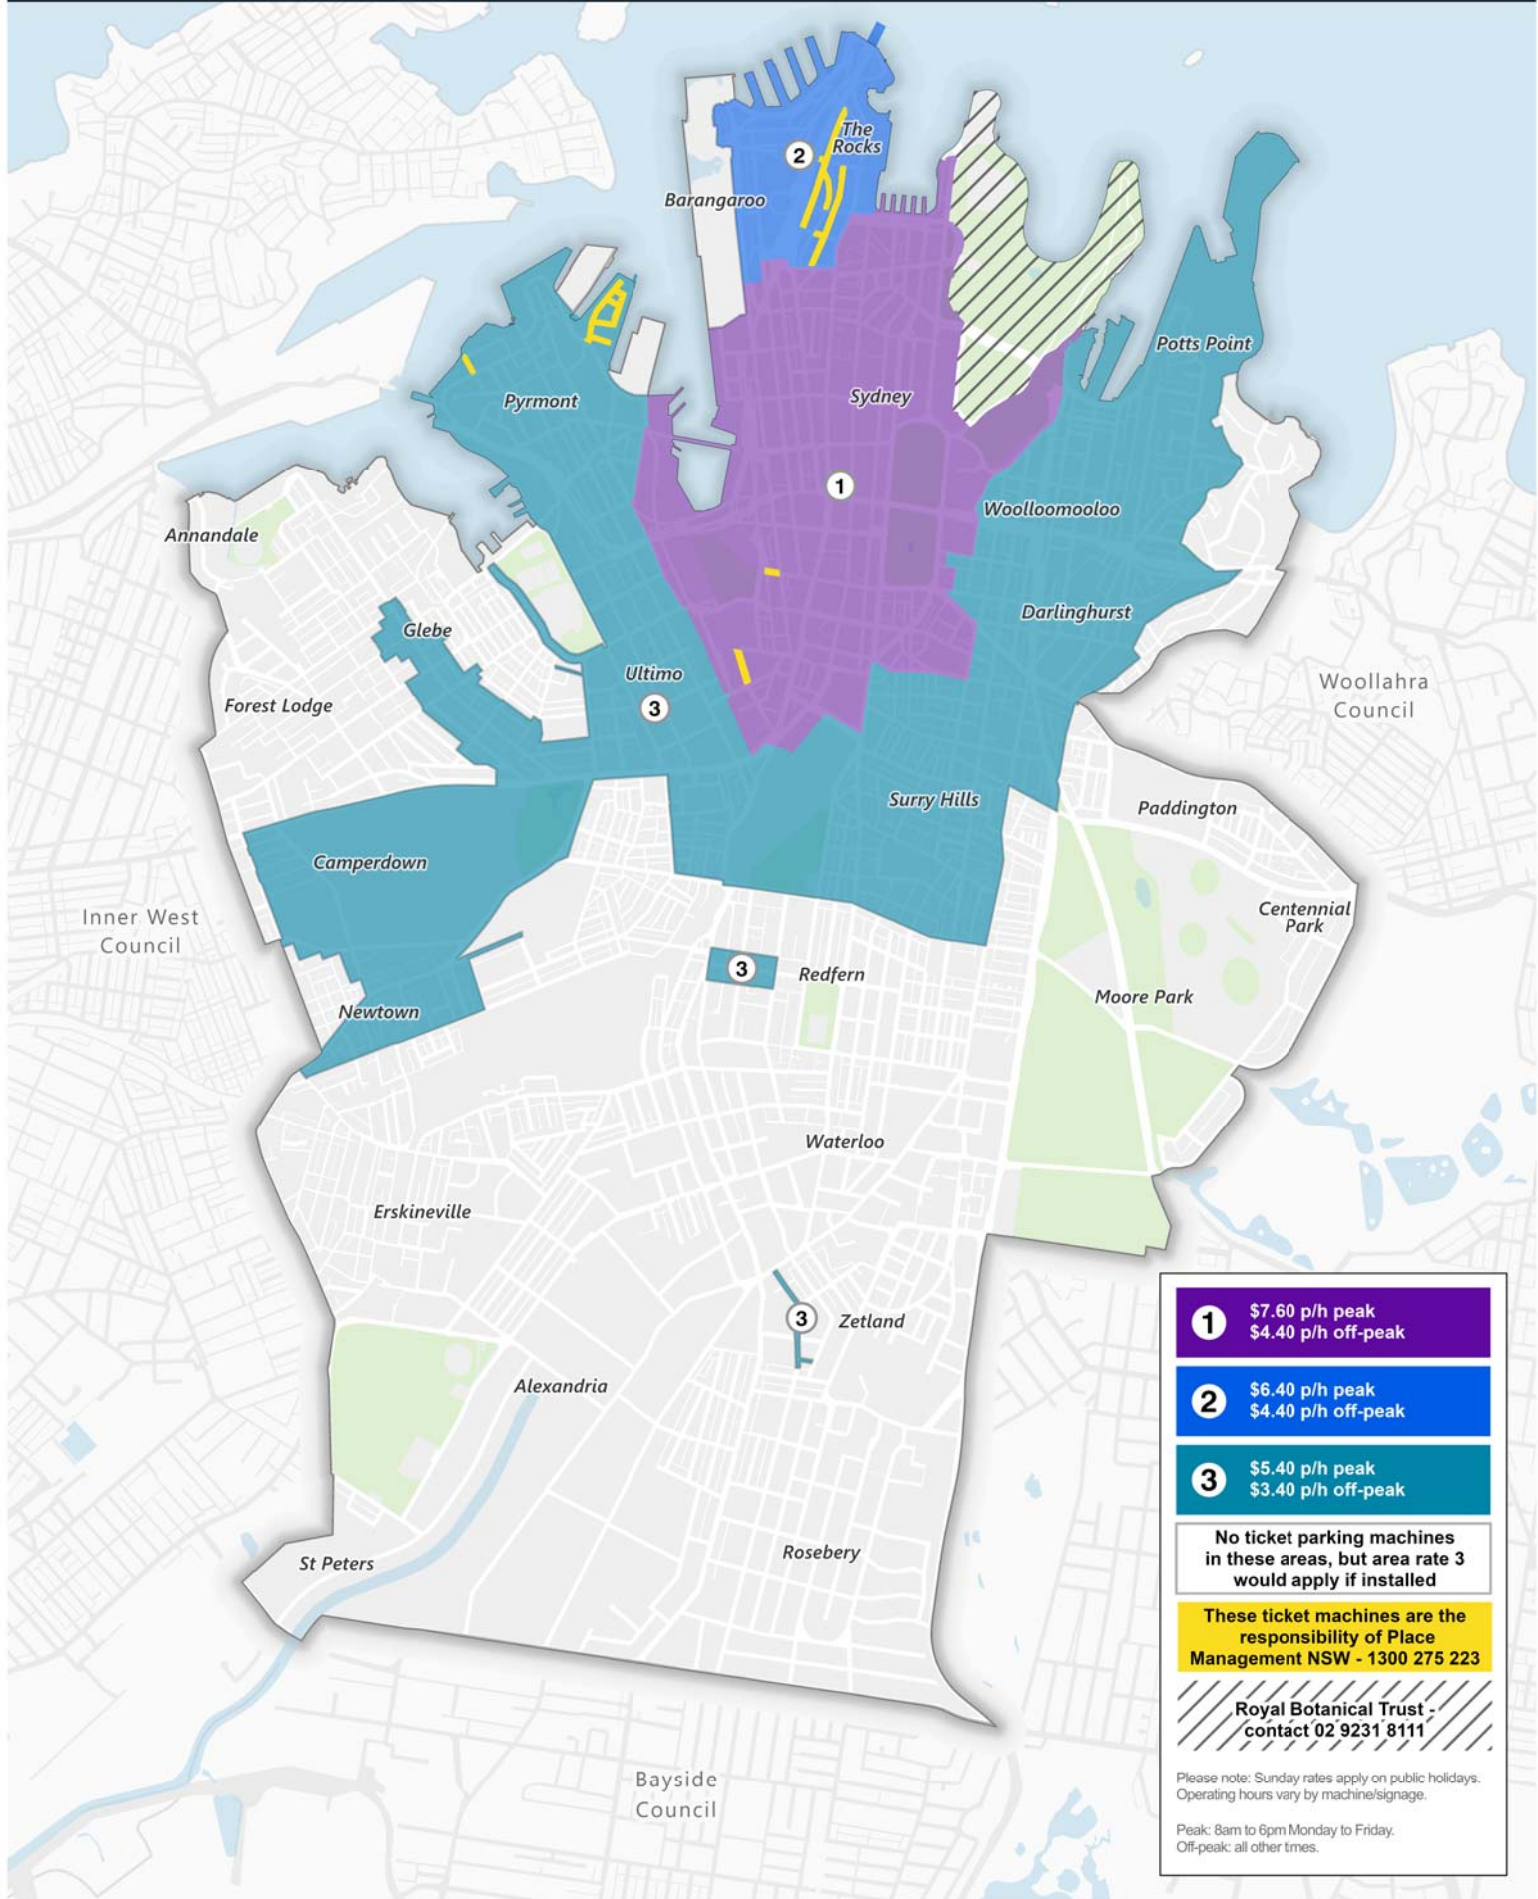 The
Rocks
2
Barangaroo
Potts Point
Pyrmont
Sydney
1
Woolloomooloo
Annandale
Darlinghurst
Glebe
Ultimo
3
Forest Lodge
Woollahra
Council
Surry Hills
Paddington
Camperdown
Inner West
Council
Centennial
Park
3
Redfern
Moore Park
Newtown
Waterloo
Erskineville
3
Zetland
Alexandria
Rosebery
St Peters
Bayside
Council
1
$7.60 p/h peak
$4.40 p/h off-peak
2
$6.40 p/h peak
$4.40 p/h off-peak
3
$5.40 p/h peak
$3.40 p/h off-peak
No ticket parking machines
in these areas, but area rate 3
would apply if installed
These ticket machines are the
responsibility of Place
Management NSW - 1300 275 223
Royal Botanical Trust -
contact 02 9231 8111
Please note: Sunday rates apply on public holidays.
Operating hours vary by machine/signage.
Peak: 8am to 6pm Monday to Friday.
Off-peak: all other times.